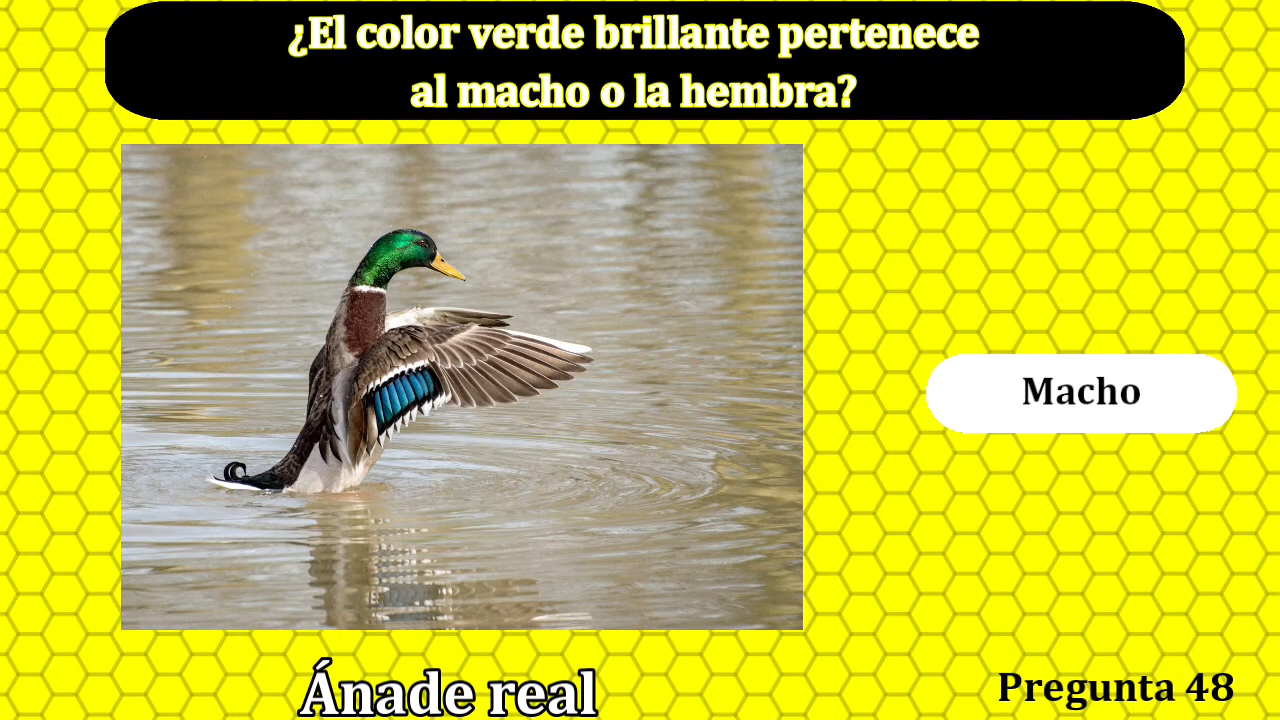 ¿El color verde brillante pertenece
al macho o la hembra?
Macho
Ánade real
Pregunta 48